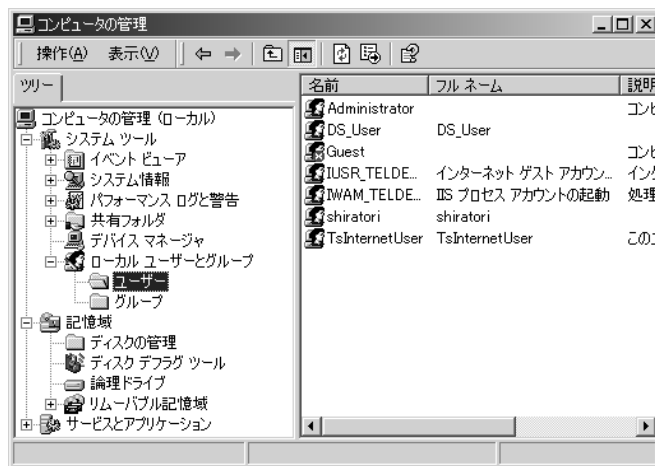 コンピュータの管理
操作(A) 表示(V)
ツリー
コンピュータの管理 (ローカル)
システム ツール
イベント ビューア
システム情報
パフォーマンス ログと警告
共有フォルダ
デバイス マネージャ
ローカル ユーザーとグループ
ユーザー
グループ
記憶域
ディスクの管理
ディスク デフラグ ツール
論理ドライブ
リムーバブル記憶域
サービスとアプリケーション
名前 フル ネーム 説明
Administrator コンピ
DS_User DS_User
Guest コンピ
IUSR_TELDE... インターネット ゲスト アカウン... インタ
IWAM_TELDE... IIS プロセス アカウントの起動 処理
shiratori shiratori
TsInternetUser TsInternetUser このユ